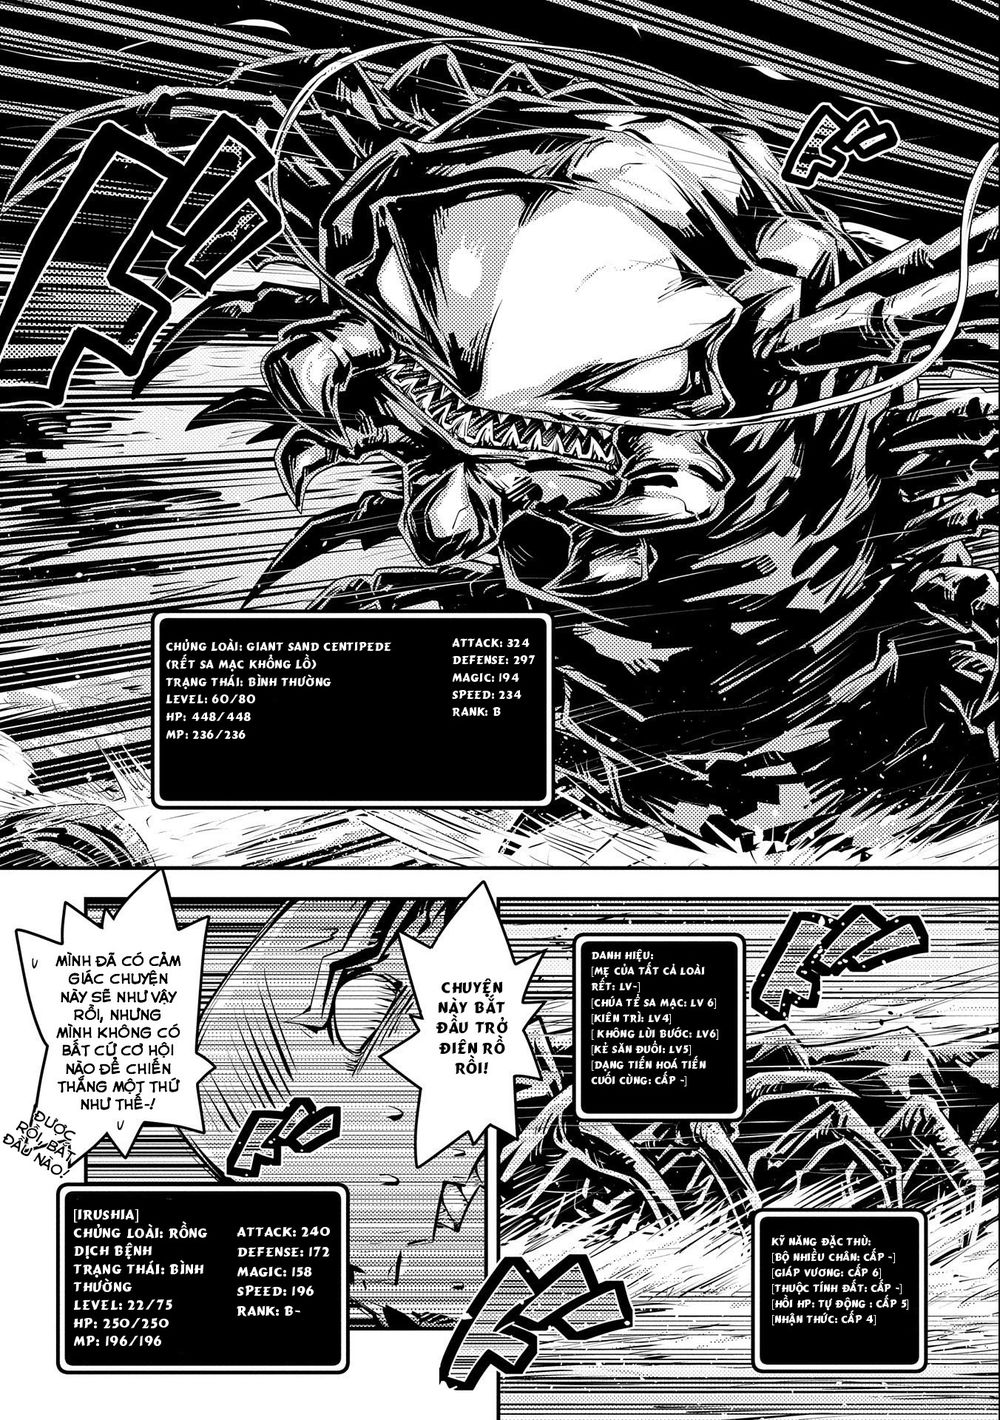 ドドド
ドド
CHỦNG LOÀI: GIANT SAND CENTIPEDE
(RẾT SA MẠC KHỔNG LỒ)
TRẠNG THÁI: BÌNH THƯỜNG
LEVEL: 60/80
HP: 448/448
MP: 236/236
ATTACK: 324
DEFENSE: 297
MAGIC: 194
SPEED: 234
RANK: B
DANH HIỆU:
[MẸ CỦA TẤT CẢ LOÀI
RẾT: LV-]
[CHÚA TỂ SA MẠC: LV 6]
[KIÊN TRÌ: LV4]
[ KHÔNG LÙI BƯỚC: LV6]
[KẺ SĂN ĐUỔI: LV5]
[DẠNG TIẾN HOÁ TIẾN
CUỐI CÙNG: CẤP -]
CHUYỆN
NÀY BẮT
ĐẦU TRỞ
ĐIÊN RỒ
RỒI!
MÌNH ĐÃ CÓ CẢM
GIÁC CHUYỆN
NÀY SẼ NHƯ VẬY
RỒI, NHƯNG
MÌNH KHÔNG CÓ
BẤT CỨ CƠ HỘI
NÀO ĐỂ CHIẾN
THẮNG MỘT THỨ
NHƯ THẾ-!
ĐƯỢC
RỒI, BẮT
ĐẦU NÀO!
[IRUSHIA]
CHỦNG LOÀI: RỒNG
DỊCH BỆNH
TRẠNG THÁI: BÌNH
THƯỜNG
LEVEL: 22/75
HP: 250/250
MP: 196/196
ATTACK: 240
DEFENSE: 172
MAGIC: 158
SPEED: 196
RANK: B-
KỸ NĂNG ĐẶC THÙ:
[BỘ NHIỀU CHÂN: CẤP -]
[GIÁP VƯƠNG: CẤP 6]
[THUỘC TÍNH ĐẤT: CẤP -]
[HỒI HP: TỰ ĐỘNG : CẤP 5]
[NHẬN THỨC: CẤP 4]